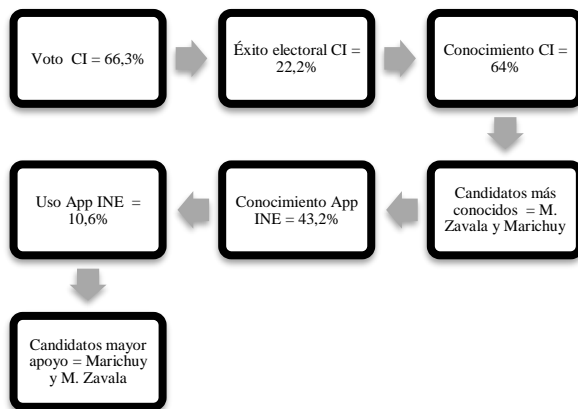 Voto CI = 66,3%
Éxito electoral CI =
22,2%
Conocimiento CI =
64%
Candidatos más
conocidos = M.
Zavala y Marichuy
Conocimiento App
INE = 43,2%
Uso App INE =
10,6%
Candidatos mayor
apoyo = Marichuy
y M. Zavala